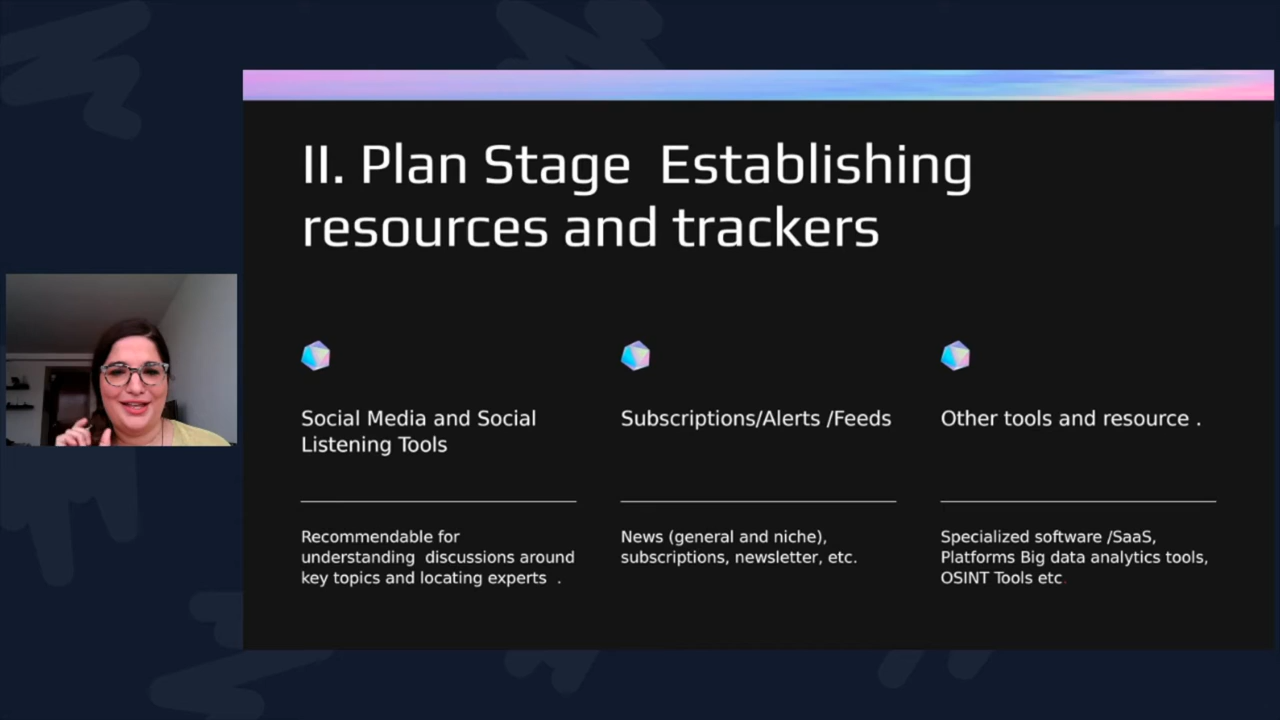 II. Plan Stage  Establishing
resources and trackers
Social Media and Social
Listening Tools
Recommendable for
understanding  discussions around
key topics and locating experts  .
Subscriptions/Alerts /Feeds
News (general and niche),
subscriptions, newsletter, etc.
Other tools and resource .
Specialized software /SaaS,
Platforms Big data analytics tools,
OSINT Tools etc.